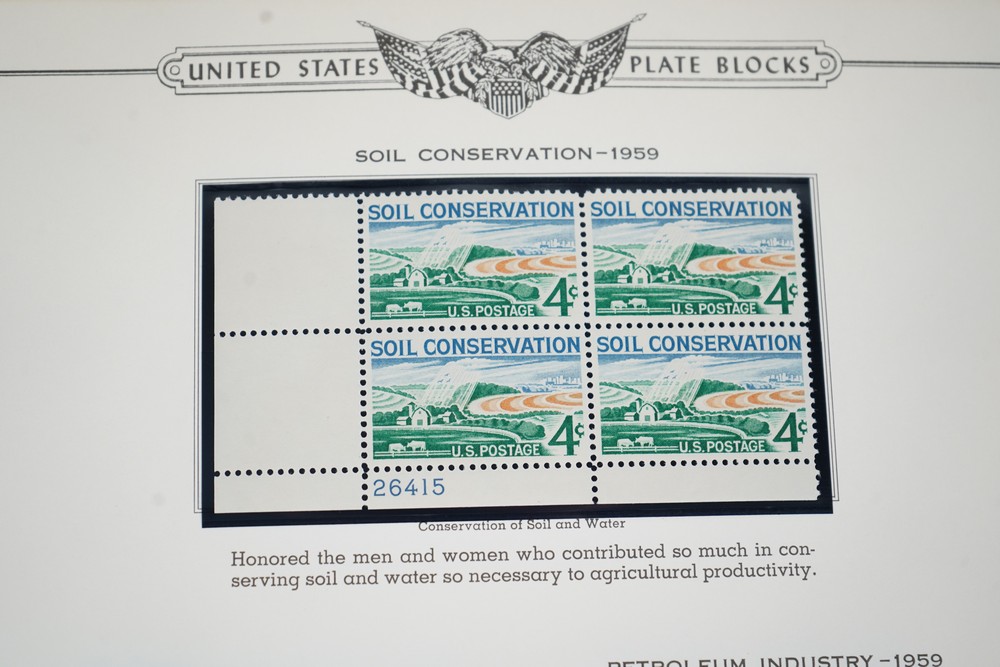 UNITED STATES PLATE BLOCKS
SOIL CONSERVATION-1959
SOIL CONSERVATION SOIL CONSERVATION
4¢ 4¢
U.S. POSTAGE U.S. POSTAGE
SOIL CONSERVATION SOIL CONSERVATION
4¢ 4¢
U.S. POSTAGE U.S. POSTAGE
26415
Conservation of Soil and Water
Honored the men and women who contributed so much in con-
serving soil and water so necessary to agricultural productivity.
PETROLEUM INDUSTRY-1959